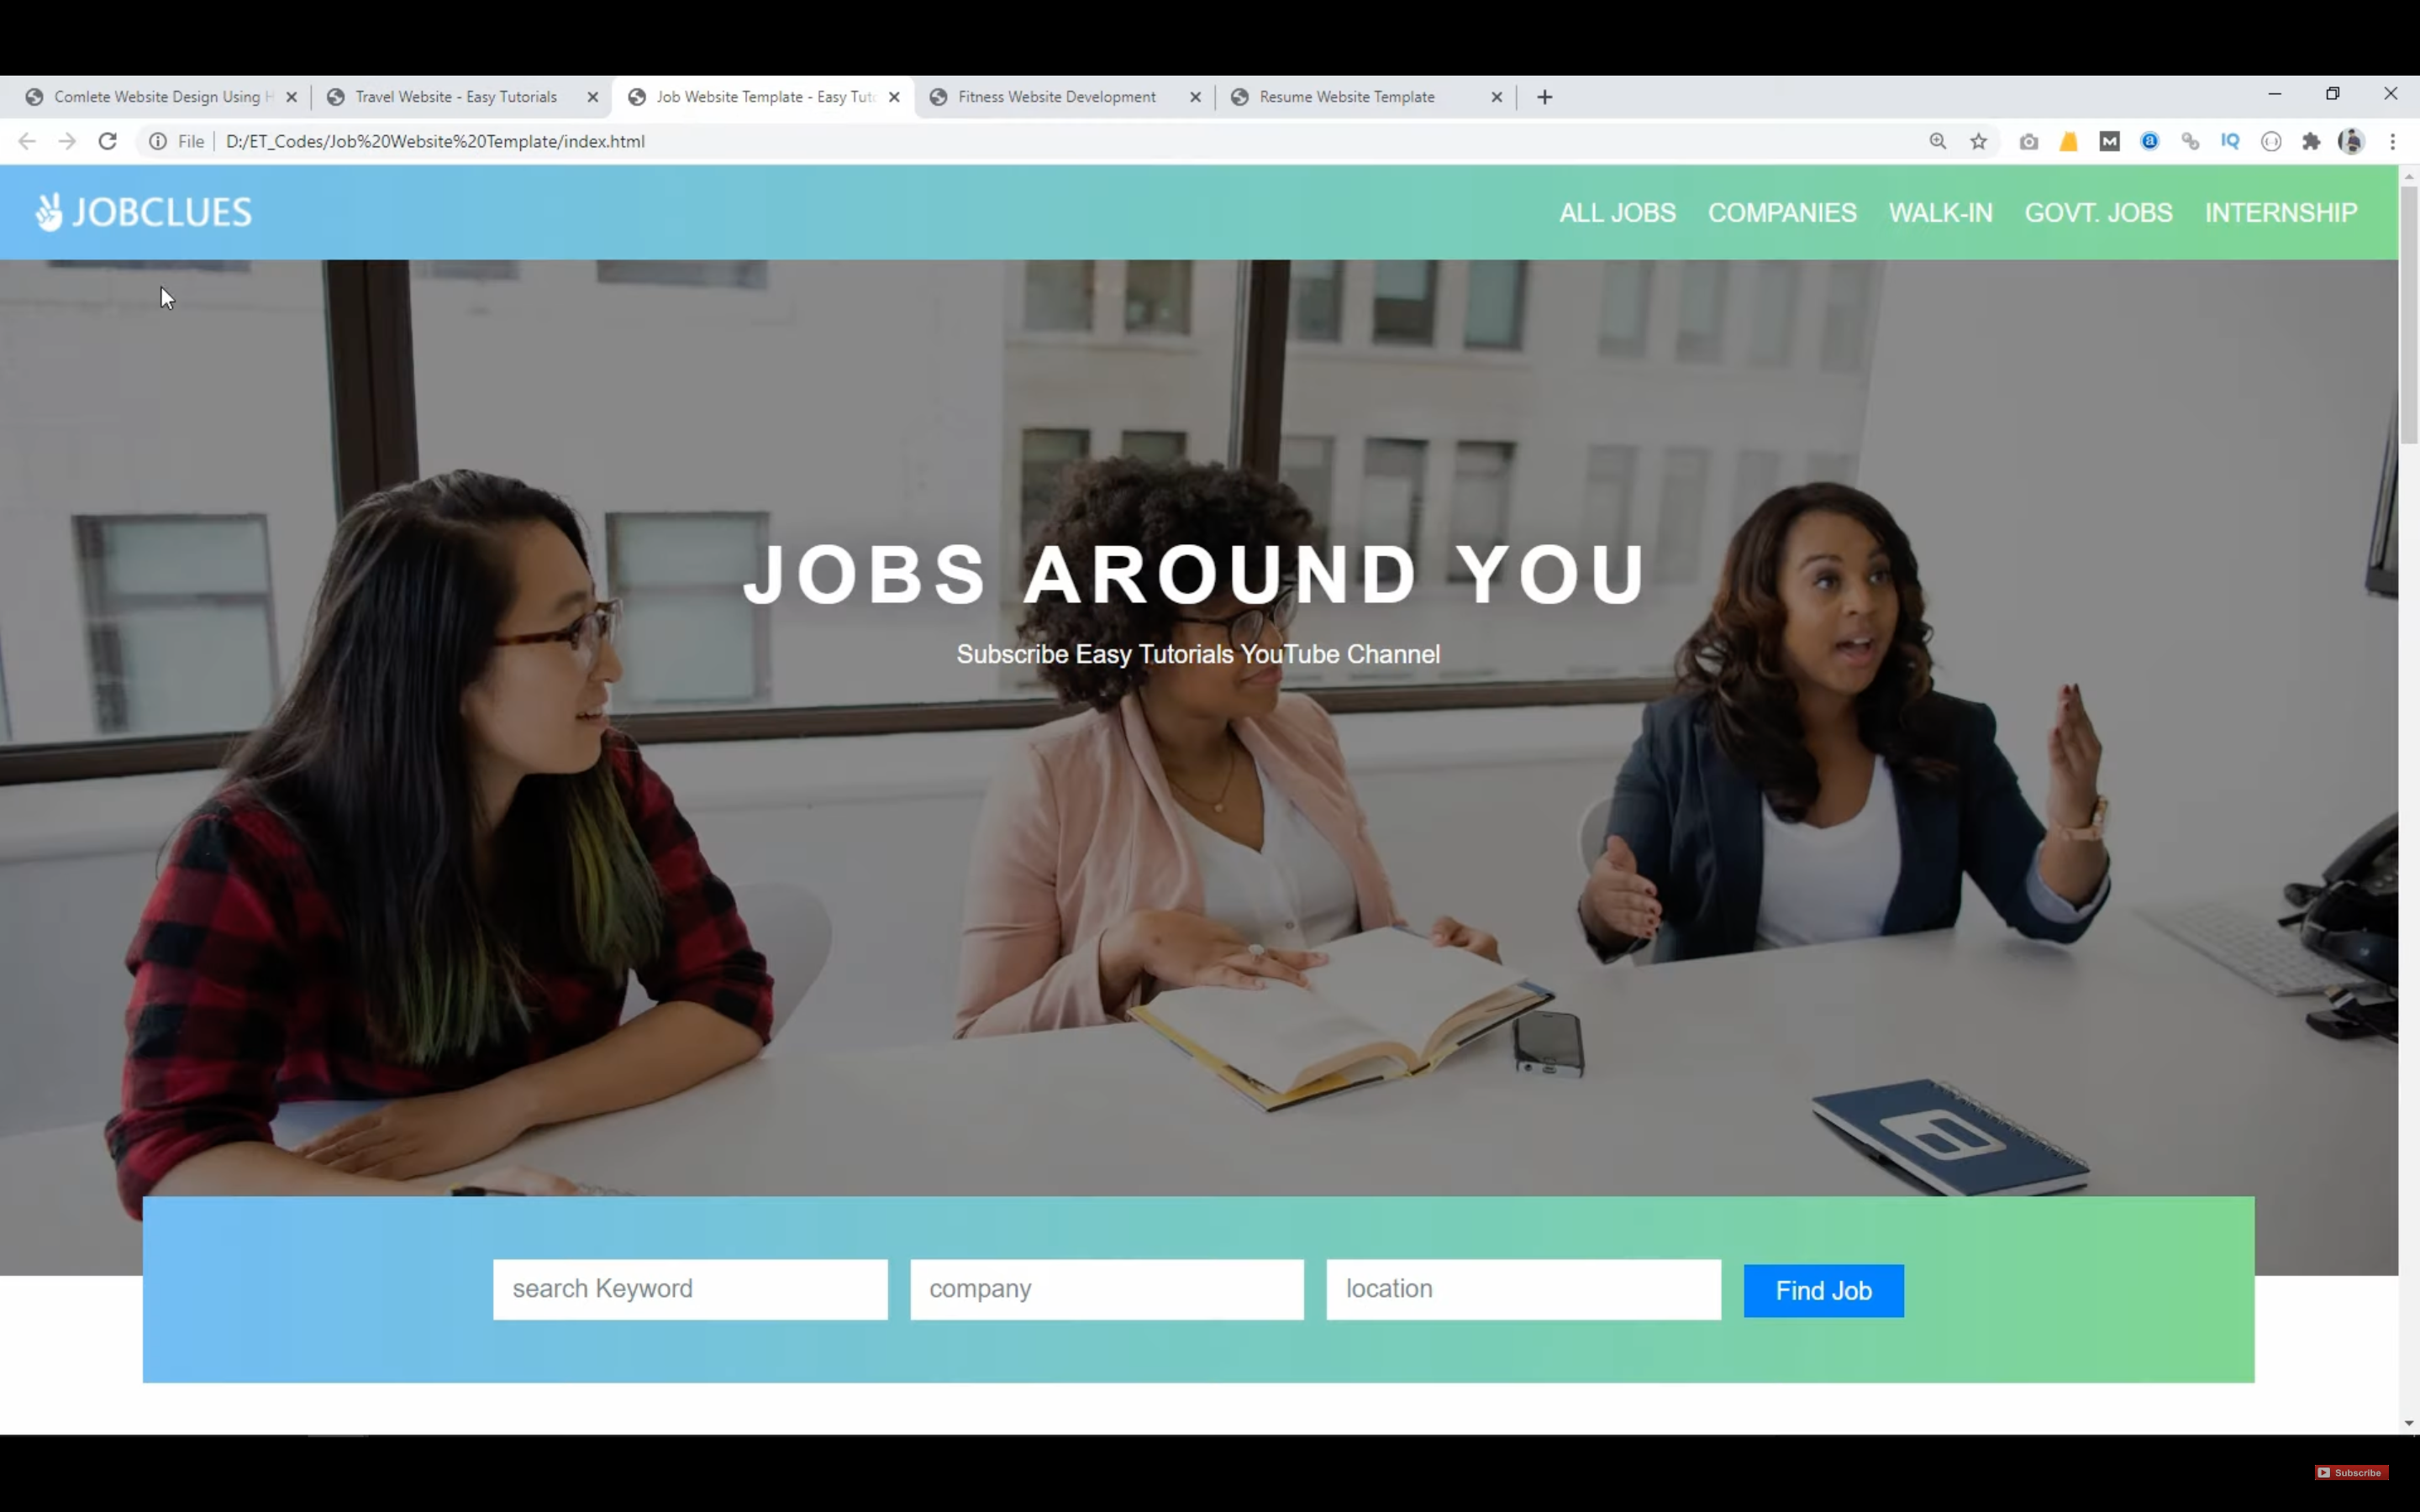 Comlete Website Design Using H
Travel Website - Easy Tutorials
Job Website Template - Easy Tuto
Fitness Website Development
Resume Website Template
File
D:/ET_Codes/Job%20Website%20Template/index.html
M
a
IQ
JOBCLUES
ALL JOBS
COMPANIES
WALK-IN
GOVT. JOBS
INTERNSHIP
JOBS AROUND YOU
Subscribe Easy Tutorials YouTube Channel
search Keyword
company
location
Find Job
Subscribe